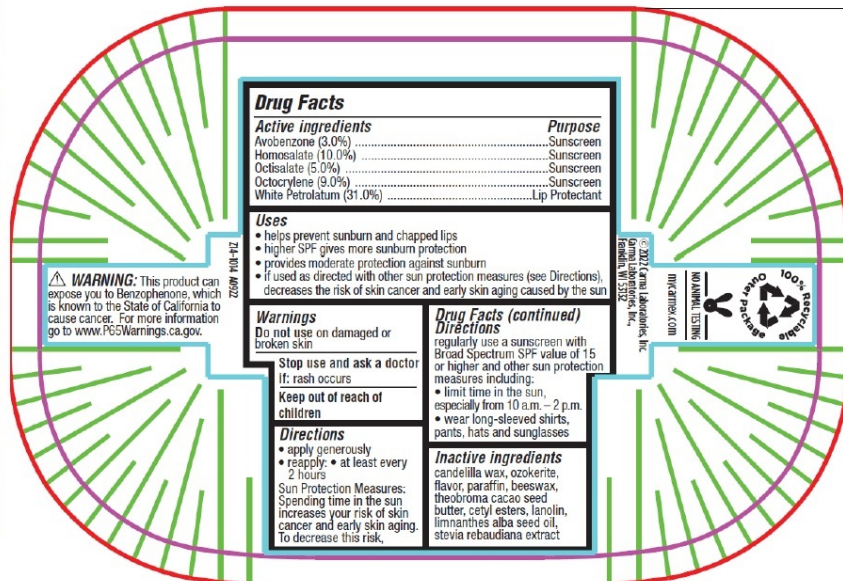 Drug Facts
Active ingredients Purpose
Avobenzone (3.0%) ........ Sunscreen
Homosalate (10.0%) ........ Sunscreen
Octisalate (5.0%) ........ Sunscreen
Octocrylene (9.0%) ........ Sunscreen
White Petrolatum (31.0%) ........ Lip Protectant
Uses
• helps prevent sunburn and chapped lips
• higher SPF gives more sunburn protection
• provides moderate protection against sunburn
• if used as directed with other sun protection measures (see Directions),
decreases the risk of skin cancer and early skin aging caused by the sun
Warnings
Do not use on damaged or
broken skin
Stop use and ask a doctor
if: rash occurs
Keep out of reach of
children
Directions
• apply generously
• reapply: • at least every
2 hours
Sun Protection Measures:
Spending time in the sun
increases your risk of skin
cancer and early skin aging.
To decrease this risk,
Drug Facts (continued)
Directions
regularly use a sunscreen with
Broad Spectrum SPF value of 15
or higher and other sun protection
measures including:
• limit time in the sun,
especially from 10 a.m. – 2 p.m.
• wear long-sleeved shirts,
pants, hats and sunglasses
Inactive ingredients
candelilla wax, ozokerite,
flavor, paraffin, beeswax,
theobroma cacao seed
butter, cetyl esters, lanolin,
limnanthes alba seed oil,
stevia rebaudiana extract
WARNING: This product can
expose you to Benzophenone, which
is known to the State of California to
cause cancer. For more information
go to www.P65Warnings.ca.gov.
Z14-1014 A0922
© 2022 Carma Laboratories, Inc.
Carma Laboratories, Inc.,
Franklin, WI 53132
mycarmex.com
NO ANIMAL TESTING
100% Recyclable
Outer Package